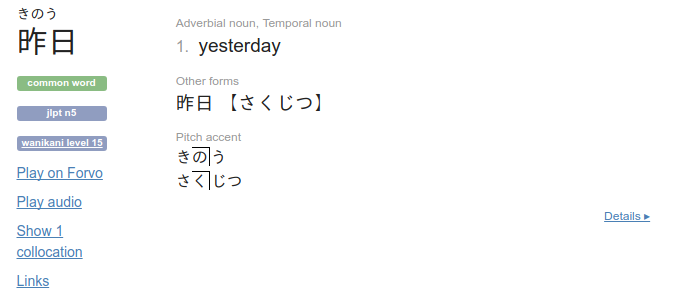 きのう
昨日
common word
jlpt n5
wanikani level 15
Play on Forvo
Play audio
Show 1
collocation
Links
Adverbial noun, Temporal noun
1. yesterday
Other forms
昨日 【さくじつ】
Pitch accent
きのう
さくじつ
Details ▸